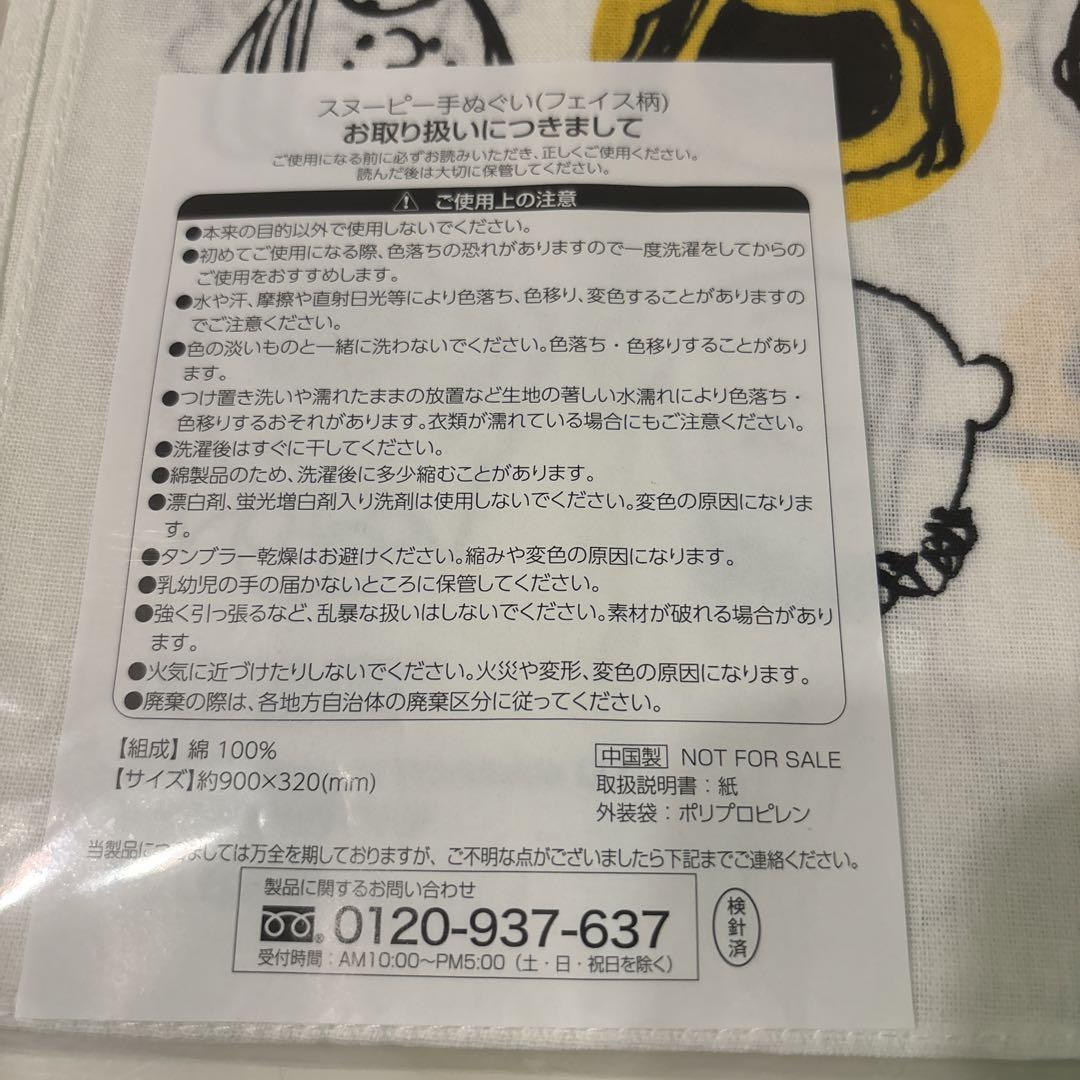 スヌーピー手ぬぐい(フェイス柄)
お取り扱いにつきまして
ご使用になる前に必ずお読みいただき、正しくご使用ください。
読んだ後は大切に保管してください。
ご使用上の注意
●本来の目的以外で使用しないでください。
●初めてご使用になる際、色落ちの恐れがありますので一度洗濯をしてからの
ご使用をおすすめします。
●水や汗、摩擦や直射日光等により色落ち、色移り、変色することがありますの
でご注意ください。
●色の淡いものと一緒に洗わないでください。色落ち・色移りすることがあり
ます。
●つけ置き洗いや濡れたままの放置など生地の著しい水濡れにより色落ち・
色移りするおそれがあります。衣類が濡れている場合にもご注意ください。
●洗濯後はすぐに干してください。
●綿製品のため、洗濯後に多少縮むことがあります。
●漂白剤、蛍光増白剤入り洗剤は使用しないでください。変色の原因になりま
す。
●タンブラー乾燥はお避けください。縮みや変色の原因になります。
●乳幼児の手の届かないところに保管してください。
●強く引っ張るなど、乱暴な扱いはしないでください。素材が破れる場合があり
ます。
●火気に近づけたりしないでください。火災や変形、変色の原因になります。
●廃棄の際は、各地方自治体の廃棄区分に従ってください。
【組成】 綿 100%
【サイズ】約900×320(mm)
中国製 NOT FOR SALE
取扱説明書：紙
外装袋：ポリプロピレン
当製品につきましては万全を期しておりますが、ご不明な点がございましたら下記までご連絡ください。
製品に関するお問い合わせ
0120-937-637
受付時間：AM10:00〜PM5:00（土・日・祝日を除く）
検針済